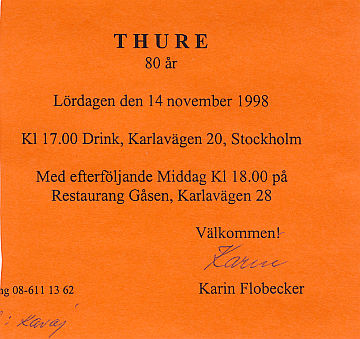 THURE
80 år
Lördagen den 14 november 1998
Kl 17.00 Drink, Karlavägen 20, Stockholm
Med efterföljande Middag Kl 18.00 på
Restaurang Gåsen, Karlavägen 28
Välkommen!
Karin
ng 08-611 13 62
Karin Flobecker
: Kavaj